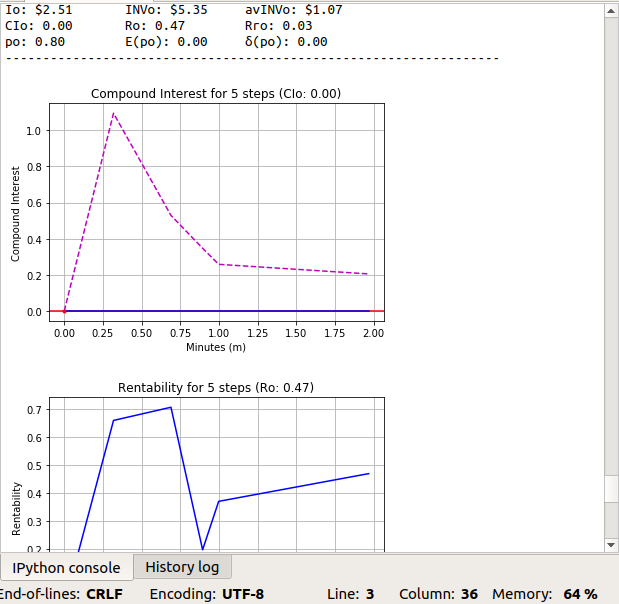 Io: $2.51 INVo: $5.35 avINVo: $1.07
CIo: 0.00 Ro: 0.47 Rro: 0.03
po: 0.80 E(po): 0.00 δ(po): 0.00
------------------------------------------------------------------
Compound Interest for 5 steps (CIo: 0.00)
Compound Interest
1.0
0.8
0.6
0.4
0.2
0.0
0.00 0.25 0.50 0.75 1.00 1.25 1.50 1.75 2.00
Minutes (m)
Rentability for 5 steps (Ro: 0.47)
Rentability
0.7
0.6
0.5
0.4
0.3
0.2
IPython console History log
End-of-lines: CRLF Encoding: UTF-8 Line: 3 Column: 36 Memory: 64 %